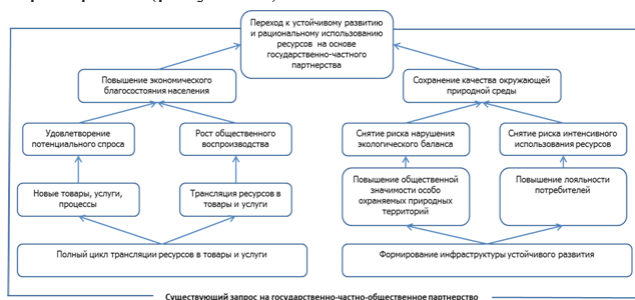 Переход к устойчивому развитию
и рациональному использованию
ресурсов на основе
государственно-частного
партнерства
Повышение экономического
благосостояния населения
Сохранение качества окружающей
природной среды
Удовлетворение
потенциального спроса
Рост общественного
воспроизводства
Снятие риска нарушения
экологического баланса
Снятие риска интенсивного
использования ресурсов
Новые товары, услуги,
процессы
Трансляция ресурсов в
товары и услуги
Повышение общественной
значимости особо
охраняемых природных
территорий
Повышение лояльности
потребителей
Полный цикл трансляции ресурсов в товары и услуги
Формирование инфраструктуры устойчивого развития
Существующий запрос на государственно-частно-общественное партнерство